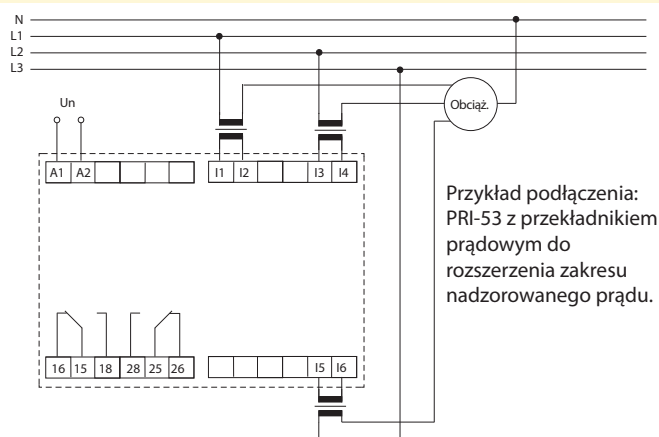 N
L1
L2
L3
Un
Obciąż.
A1 A2 I1 I2 I3 I4
Przykład podłączenia:
PRI-53 z przekładnikiem
prądowym do
rozszerzenia zakresu
nadzorowanego prądu.
16 15 18 28 25 26 I5 I6